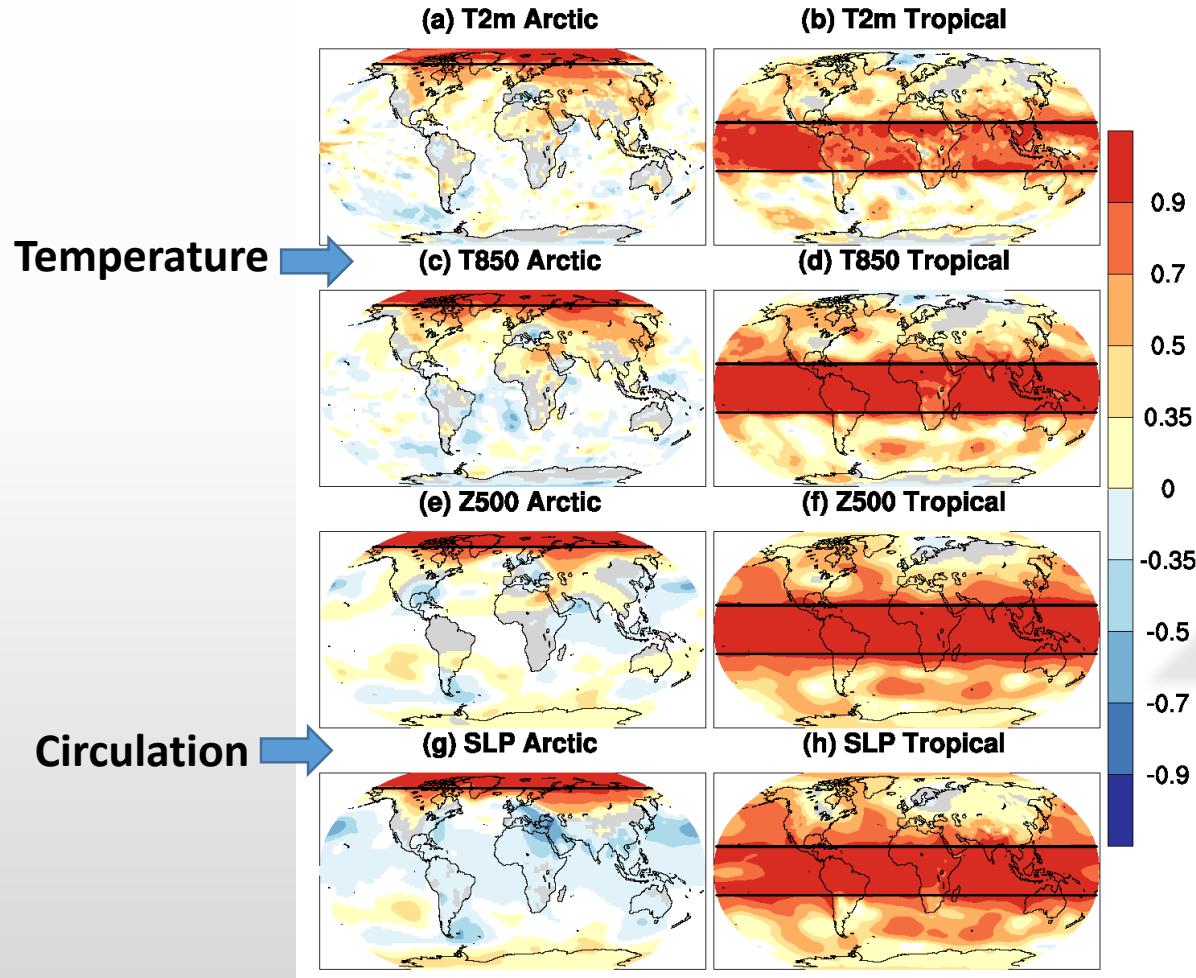 (a) T2m Arctic
(b) T2m Tropical
Temperature
(c) T850 Arctic
(d) T850 Tropical
(e) Z500 Arctic
(f) Z500 Tropical
Circulation
(g) SLP Arctic
(h) SLP Tropical
0.9
0.7
0.5
0.35
0
-0.35
-0.5
-0.7
-0.9